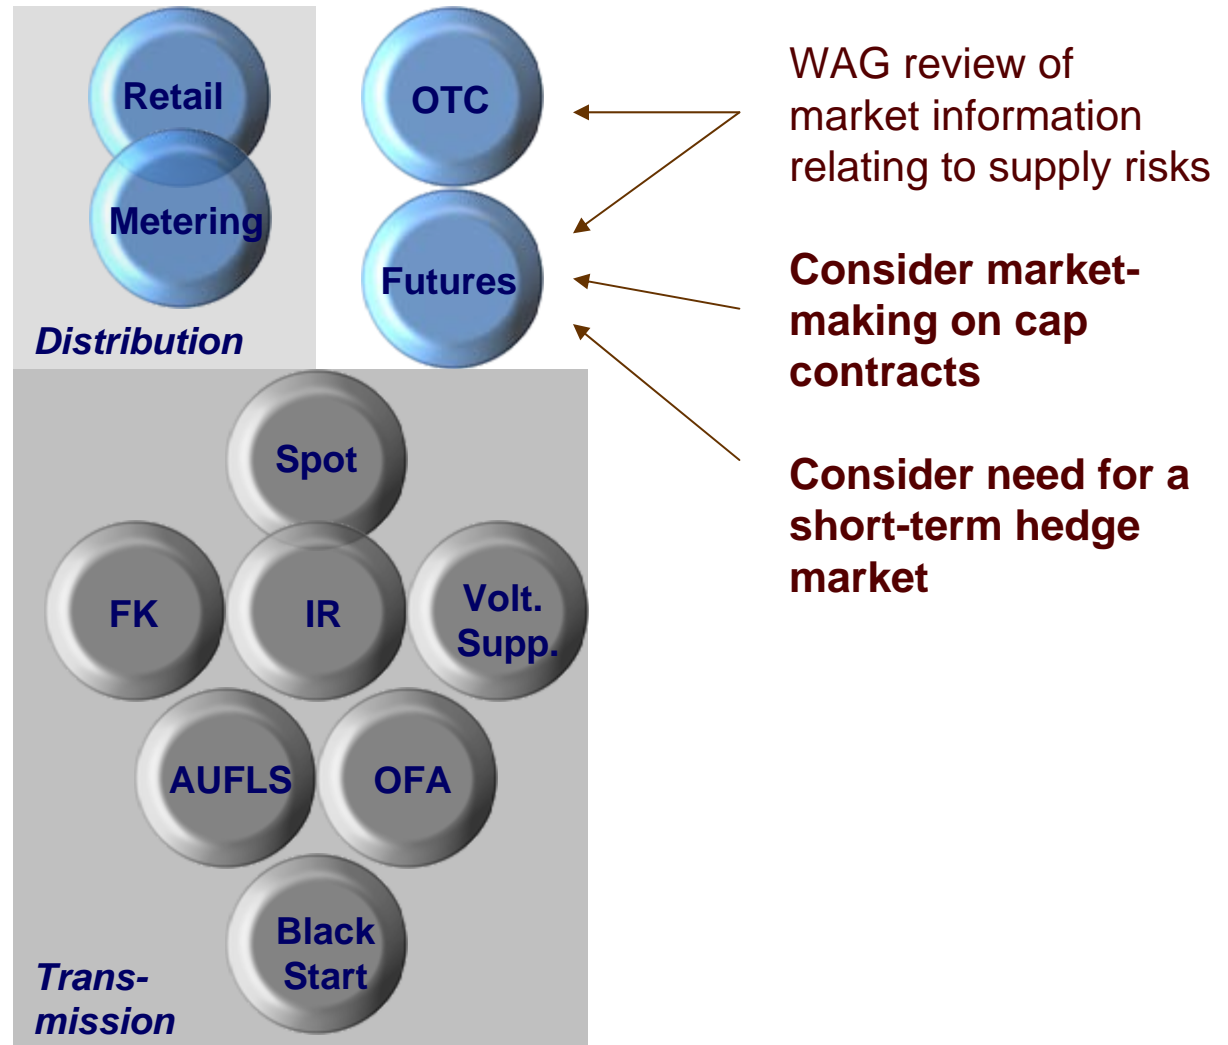 Retail
Metering
Distribution
OTC
Futures
WAG review of
market information
relating to supply risks
Consider market-
making on cap
contracts
Consider need for a
short-term hedge
market
Spot
FK
IR
Volt.
Supp.
AUFLS
OFA
Black
Start
Trans-
mission